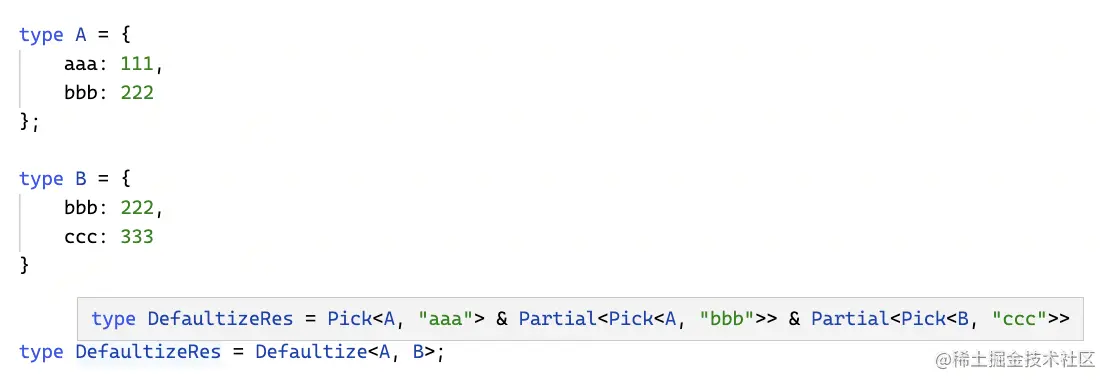 type A = {
    aaa: 111,
    bbb: 222
};
type B = {
    bbb: 222,
    ccc: 333
}
type DefaultizeRes = Pick<A, "aaa"> & Partial<Pick<A, "bbb">> & Partial<Pick<B, "ccc">>
type DefaultizeRes = Defaultize<A, B>;
@稀土掘金技术社区